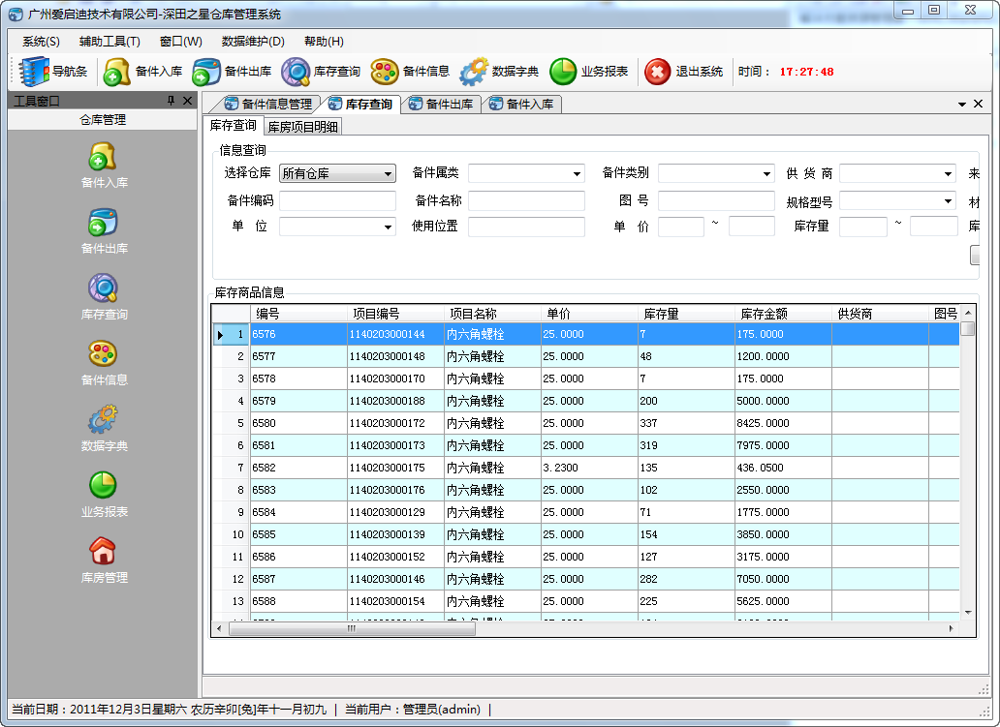 广州爱启迪技术有限公司-深田之星仓库管理系统
系统(S) 辅助工具(T) 窗口(W) 数据维护(D) 帮助(H)
导航条 备件入库 备件出库 库存查询 备件信息 数据字典 业务报表 退出系统 时间： 17:27:48
工具窗口
仓库管理
备件入库
备件出库
库存查询
备件信息
数据字典
业务报表
库房管理
备件信息管理 库存查询 备件出库 备件入库
库存查询 库房项目明细
信息查询
选择仓库 所有仓库 备件属类 备件类别 供 货 商 来
备件编码 备件名称 图 号 规格型号 材
单 位 使用位置 单 价 ~ 库存量 ~ 库
库存商品信息
编号 项目编号 项目名称 单价 库存量 库存金额 供货商 图号
1 6576 1140203000144 内六角螺栓 25.0000 7 175.0000
2 6577 1140203000148 内六角螺栓 25.0000 48 1200.0000
3 6578 1140203000170 内六角螺栓 25.0000 7 175.0000
4 6579 1140203000188 内六角螺栓 25.0000 200 5000.0000
5 6580 1140203000172 内六角螺栓 25.0000 337 8425.0000
6 6581 1140203000173 内六角螺栓 25.0000 319 7975.0000
7 6582 1140203000175 内六角螺栓 3.2300 135 436.0500
8 6583 1140203000176 内六角螺栓 25.0000 102 2550.0000
9 6584 1140203000129 内六角螺栓 25.0000 71 1775.0000
10 6585 1140203000139 内六角螺栓 25.0000 154 3850.0000
11 6586 1140203000152 内六角螺栓 25.0000 127 3175.0000
12 6587 1140203000146 内六角螺栓 25.0000 282 7050.0000
13 6588 1140203000154 内六角螺栓 25.0000 225 5625.0000
当前日期：2011年12月3日星期六 农历辛卯[兔]年十一月初九 | 当前用户：管理员(admin) |